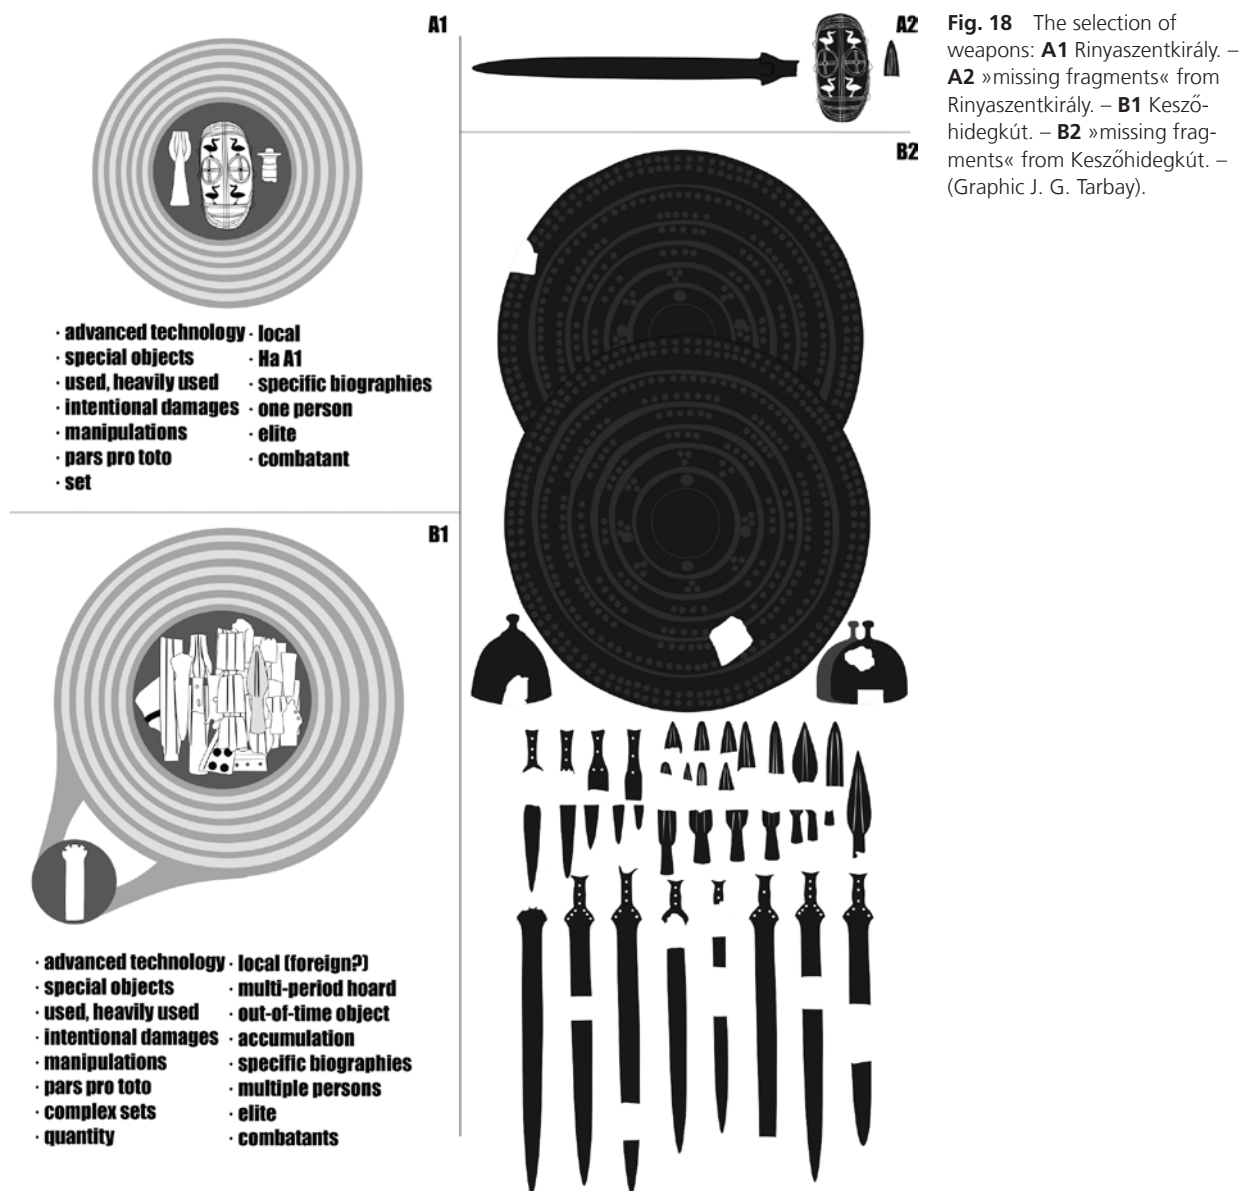 A1
A2
Fig. 18 The selection of
weapons: A1 Rinyaszentkirály. –
A2 »missing fragments« from
Rinyaszentkirály. – B1 Kesző-
hidegkút. – B2 »missing frag-
ments« from Keszőhidegkút. –
(Graphic J. G. Tarbay).
B2
· advanced technology · local
· special objects · Ha A1
· used, heavily used · specific biographies
· intentional damages · one person
· manipulations · elite
· pars pro toto · combatant
· set
B1
· advanced technology · local (foreign?)
· special objects · multi-period hoard
· used, heavily used · out-of-time object
· intentional damages · accumulation
· manipulations · specific biographies
· pars pro toto · multiple persons
· complex sets · elite
· quantity · combatants